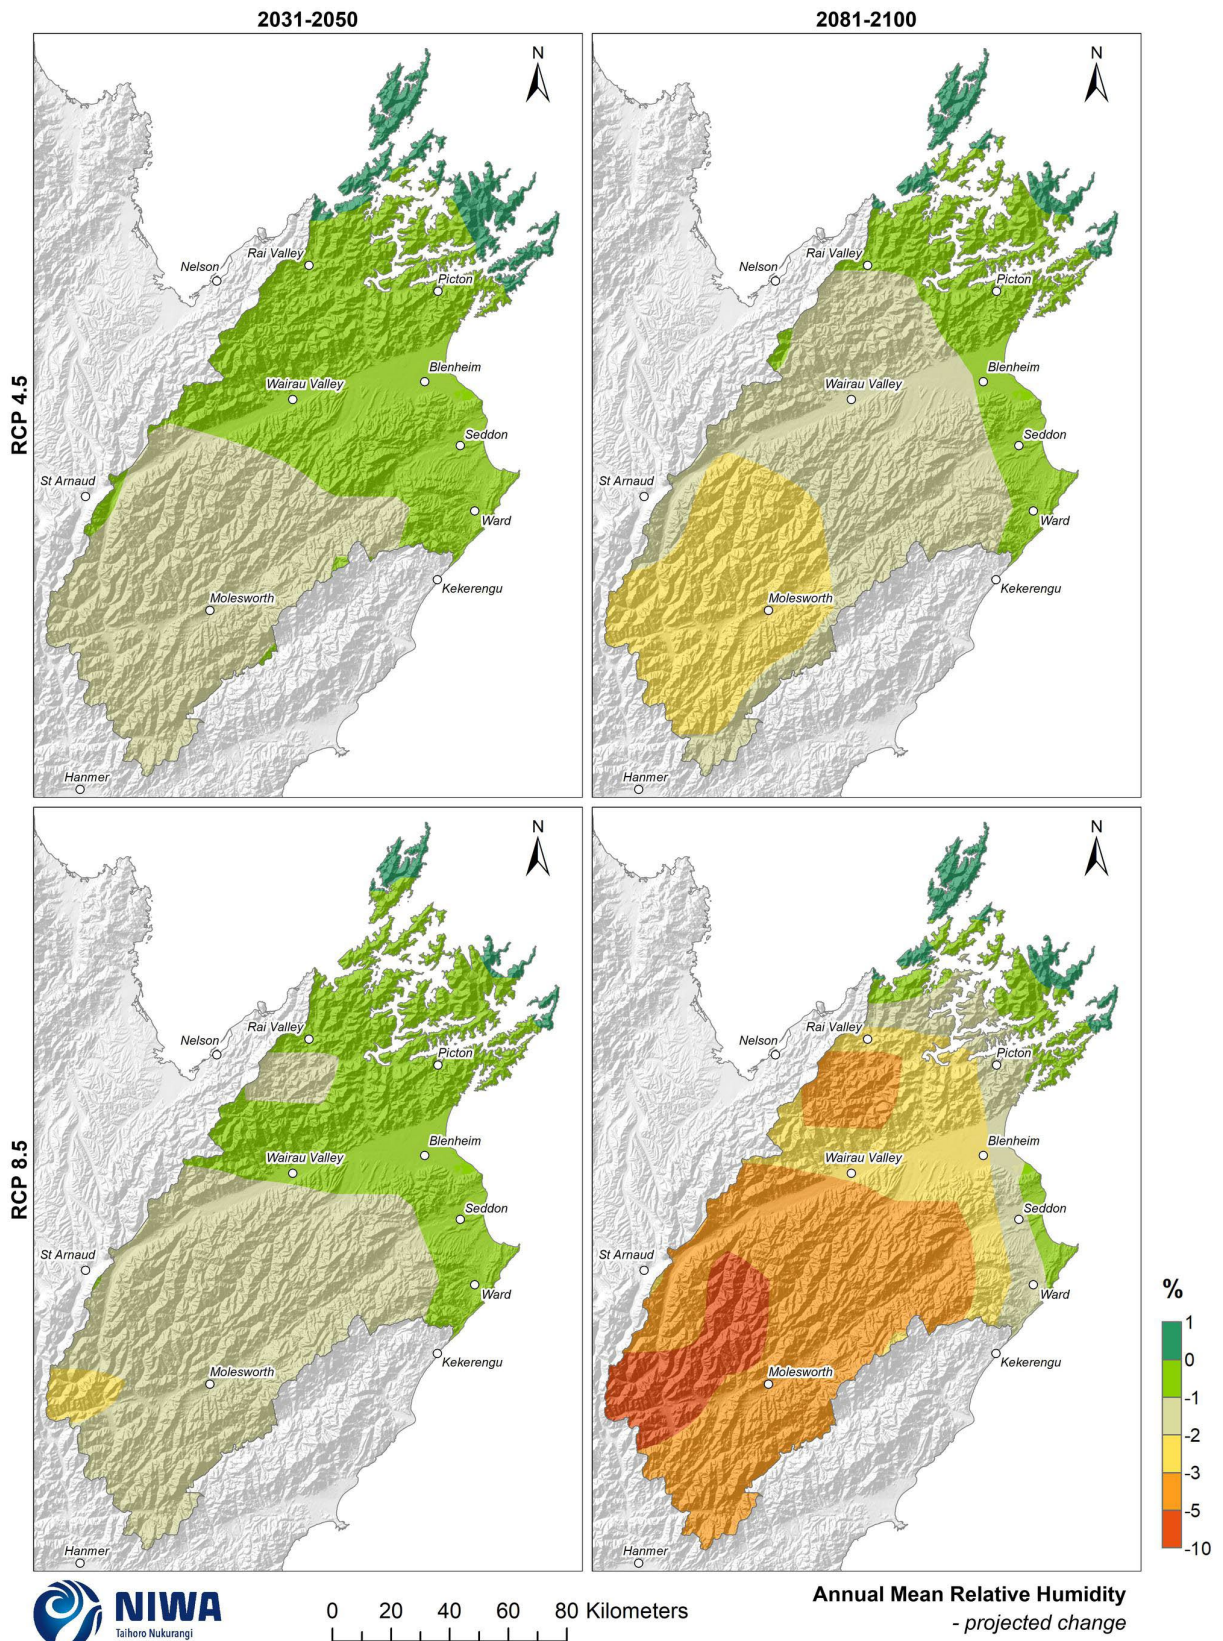 2031-2050
2081-2100
RCP 4.5
N
Nelson
Rai Valley
Picton
Wairau Valley
Blenheim
Seddon
St Arnaud
Ward
Kekerengu
Molesworth
Hanmer
N
Nelson
Rai Valley
Picton
Wairau Valley
Blenheim
Seddon
St Arnaud
Ward
Kekerengu
Molesworth
Hanmer
RCP 8.5
N
Nelson
Rai Valley
Picton
Wairau Valley
Blenheim
Seddon
St Arnaud
Ward
Kekerengu
Molesworth
Hanmer
N
Nelson
Rai Valley
Picton
Wairau Valley
Blenheim
Seddon
St Arnaud
Ward
Kekerengu
Molesworth
Hanmer
%
1
0
-1
-2
-3
-5
-10
NIWA
Taihoro Nukurangi
0 20 40 60 80 Kilometers
Annual Mean Relative Humidity
- projected change